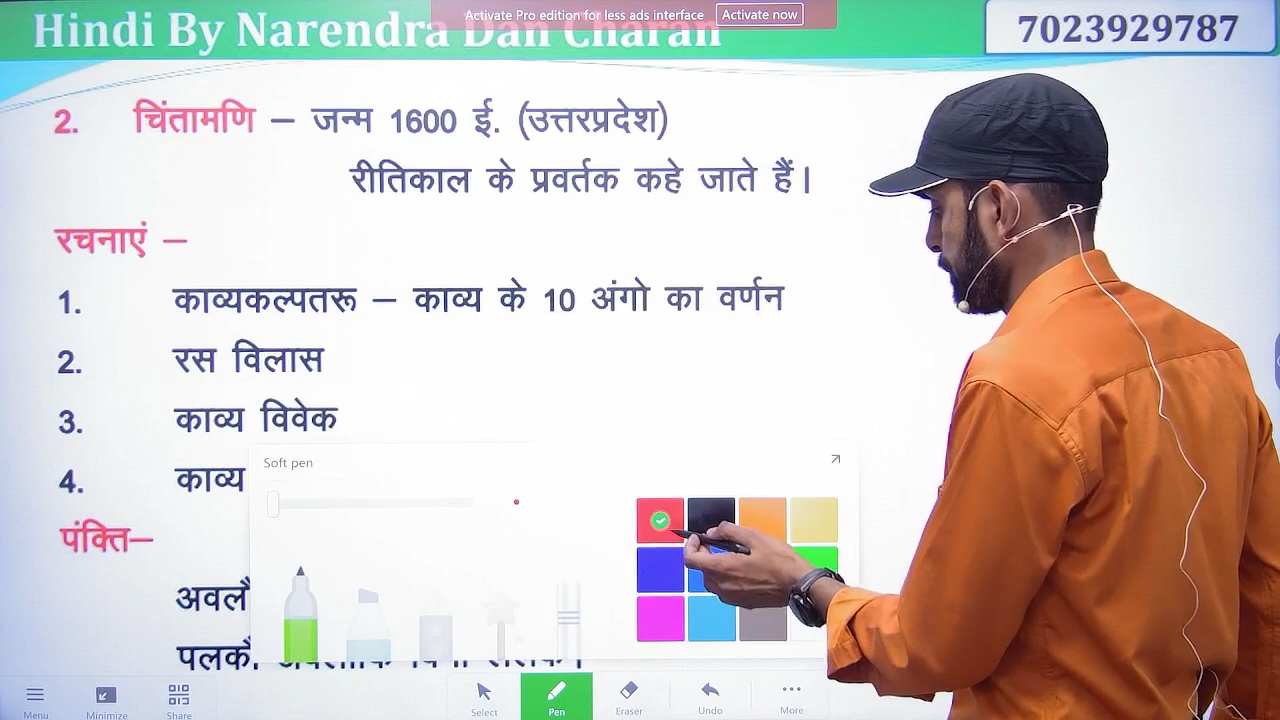 Activate Pro edition for less ads interface Activate now
Hindi By Narendra Dan Charan
7023929787
2. चिंतामणि – जन्म 1600 ई. (उत्तरप्रदेश)
रीतिकाल के प्रवर्तक कहे जाते हैं।
रचनाएं –
1. काव्यकल्पतरू – काव्य के 10 अंगो का वर्णन
2. रस विलास
3. काव्य विवेक
4. काव्य
Soft pen
पंक्ति–
Menu Minimize Share Select Pen Eraser Undo More